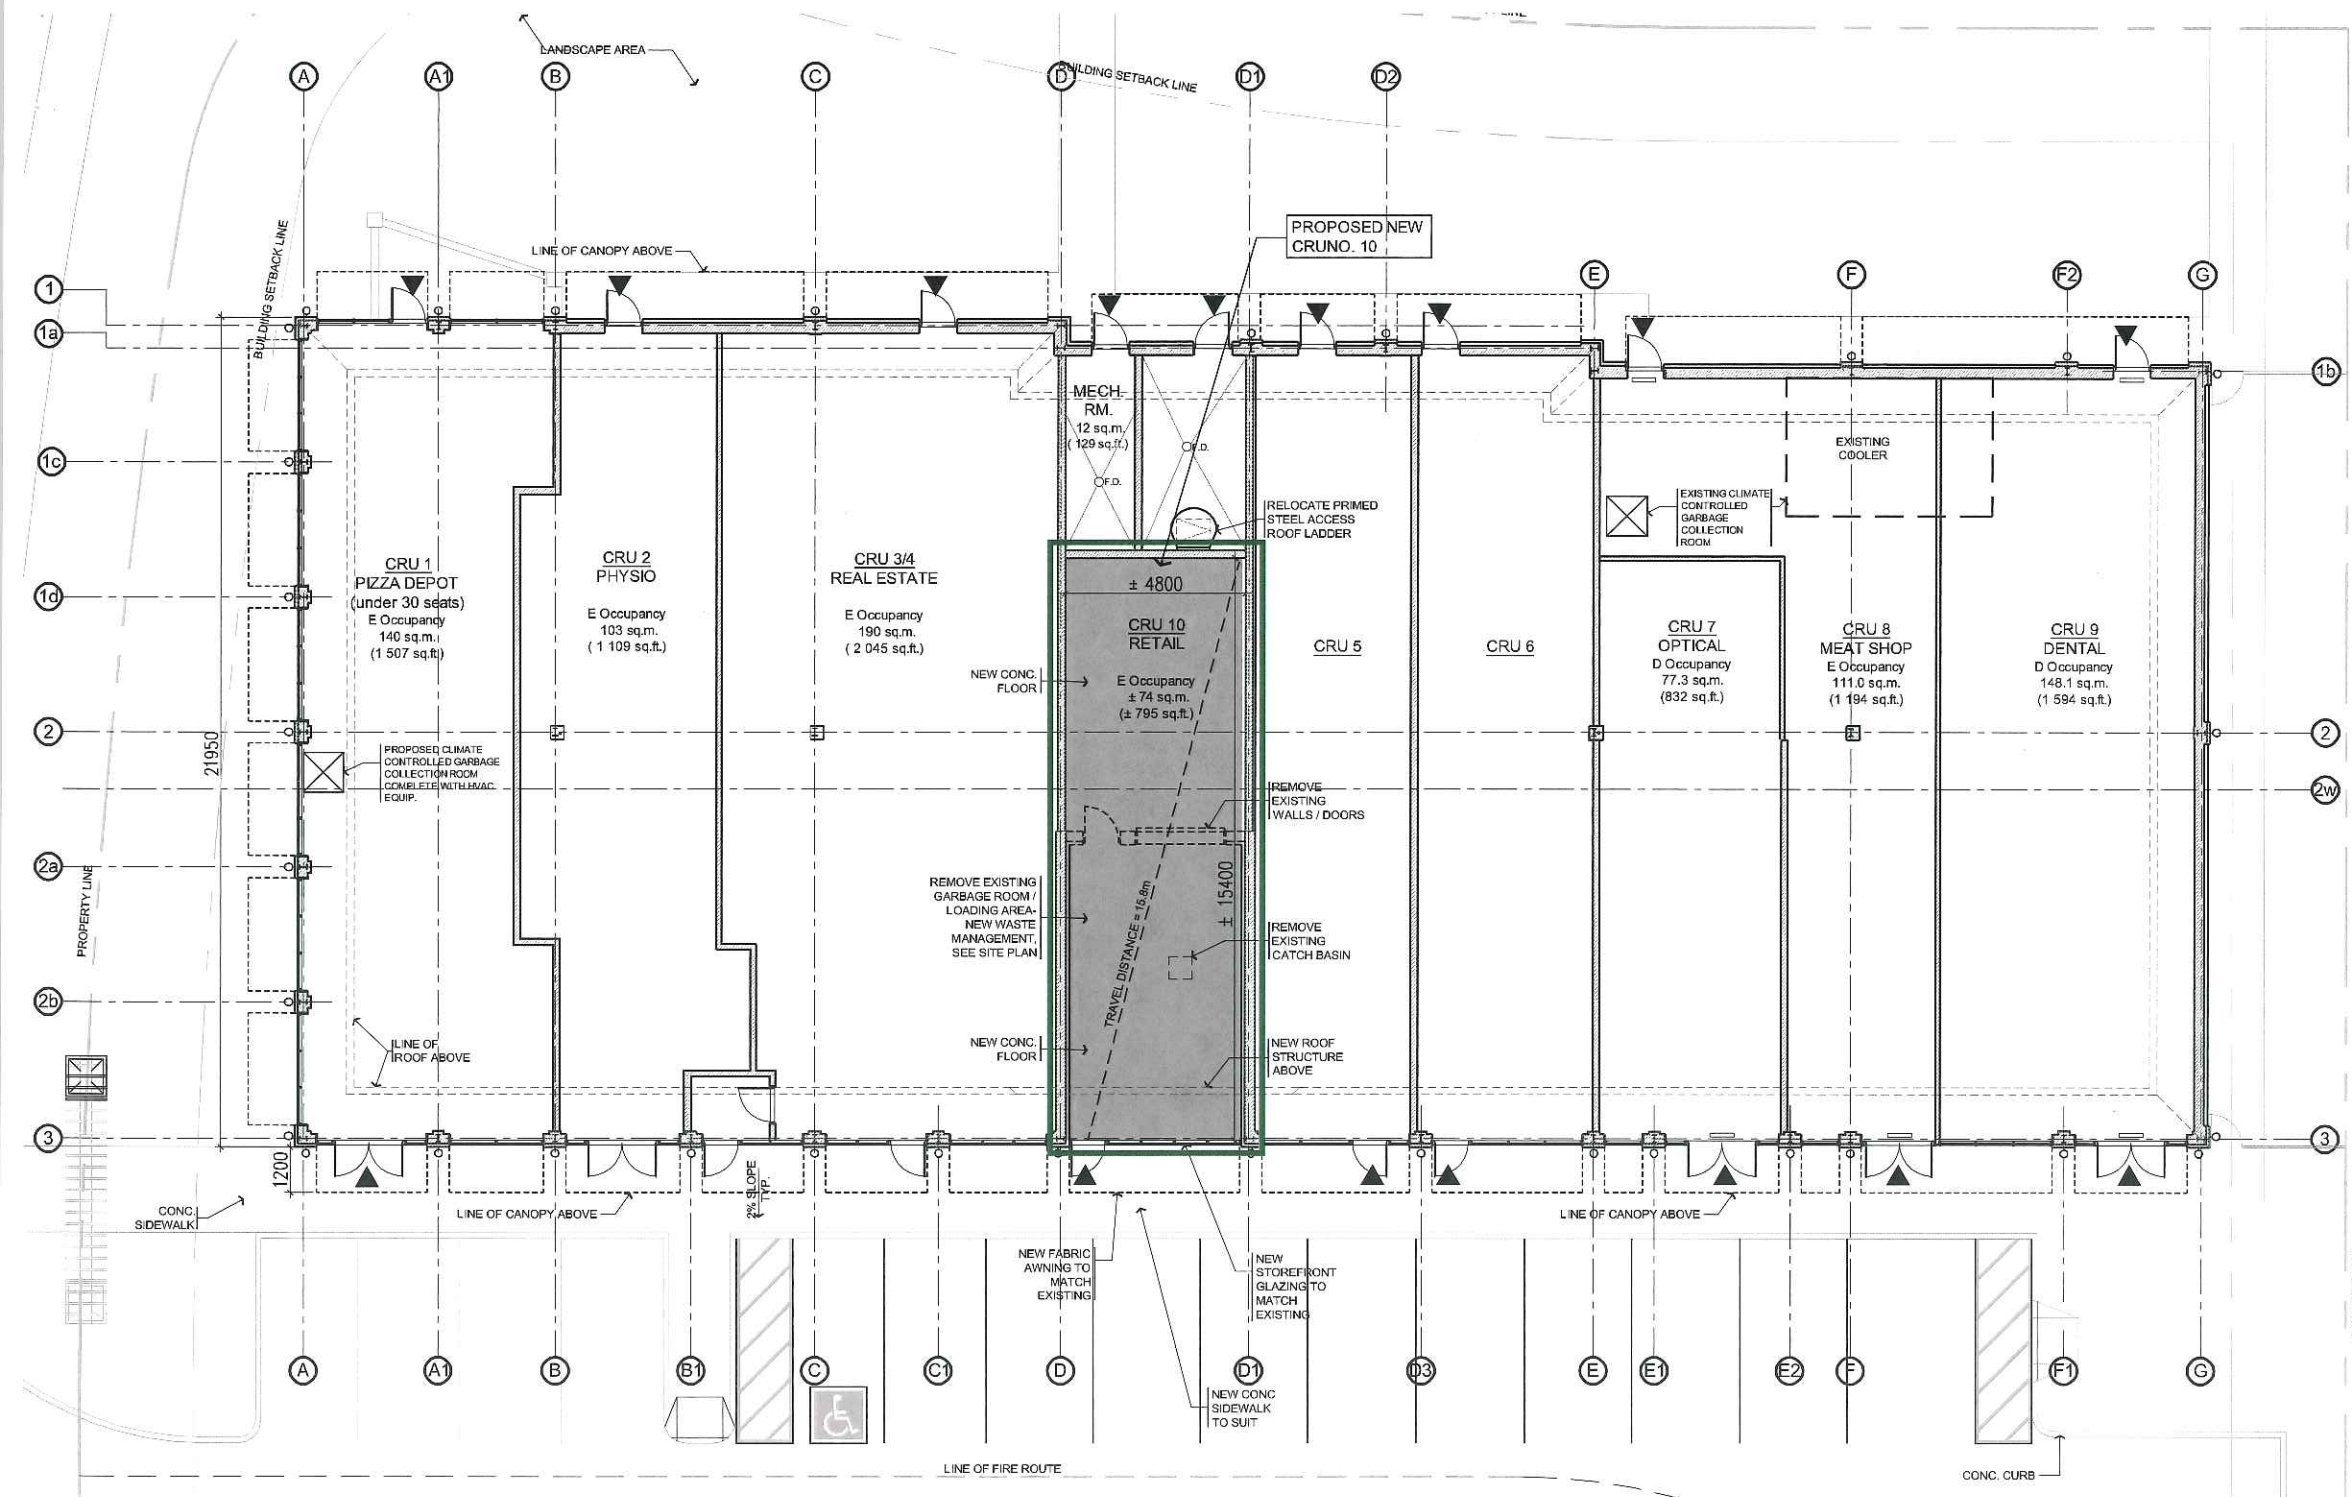 LINE
LANDSCAPE AREA
BUILDING SETBACK LINE
A
A1
B
C
D
D1
D2
PROPOSED NEW
CRUNO. 10
LINE OF CANOPY ABOVE
BUILDING SETBACK LINE
E
F
F2
G
1
1a
1b
1c
1d
2
2a
2b
3
2
2w
3
21950
1200
PROPERTY LINE
MECH.
RM.
12 sq.m.
( 129 sq.ft.)
F.D.
F.D.
EXISTING
COOLER
EXISTING CLIMATE
CONTROLLED
GARBAGE
COLLECTION
ROOM
RELOCATE PRIMED
STEEL ACCESS
ROOF LADDER
CRU 1
PIZZA DEPOT
(under 30 seats)
E Occupancy
140 sq.m.
(1 507 sq.ft)
CRU 2
PHYSIO
E Occupancy
103 sq.m.
( 1 109 sq.ft.)
CRU 3/4
REAL ESTATE
E Occupancy
190 sq.m.
( 2 045 sq.ft.)
± 4800
CRU 10
RETAIL
E Occupancy
± 74 sq.m.
(± 795 sq.ft.)
CRU 5
CRU 6
CRU 7
OPTICAL
D Occupancy
77.3 sq.m.
(832 sq.ft.)
CRU 8
MEAT SHOP
E Occupancy
111.0 sq.m.
(1 194 sq.ft.)
CRU 9
DENTAL
D Occupancy
148.1 sq.m.
(1 594 sq.ft.)
NEW CONC.
FLOOR
PROPOSED CLIMATE
CONTROLLED GARBAGE
COLLECTION ROOM
COMPLETE WITH HVAC
EQUIP.
REMOVE
EXISTING
WALLS / DOORS
REMOVE EXISTING
GARBAGE ROOM /
LOADING AREA-
NEW WASTE
MANAGEMENT,
SEE SITE PLAN
± 15400
TRAVEL DISTANCE = 15.8m
REMOVE
EXISTING
CATCH BASIN
LINE OF
ROOF ABOVE
NEW CONC.
FLOOR
NEW ROOF
STRUCTURE
ABOVE
CONC.
SIDEWALK
LINE OF CANOPY ABOVE
2% SLOPE
TYP.
LINE OF CANOPY ABOVE
NEW FABRIC
AWNING TO
MATCH
EXISTING
NEW
STOREFRONT
GLAZING TO
MATCH
EXISTING
A
A1
B
B1
C
C1
D
D1
D3
E
E1
E2
F
F1
G
NEW CONC
SIDEWALK
TO SUIT
LINE OF FIRE ROUTE
CONC. CURB